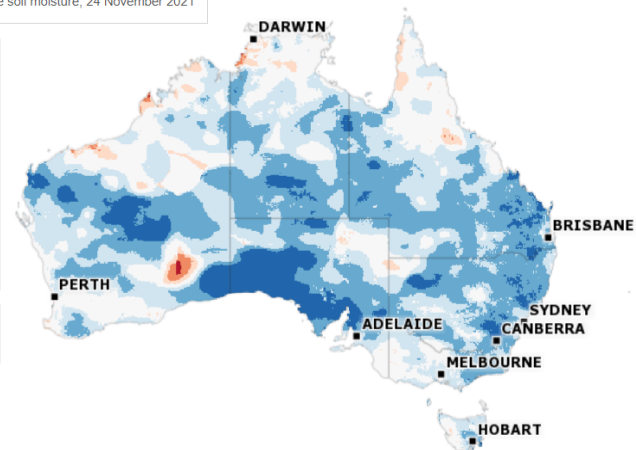 e soil moisture, 24 November 2021
DARWIN
BRISBANE
PERTH
SYDNEY
ADELAIDE
CANBERRA
MELBOURNE
HOBART